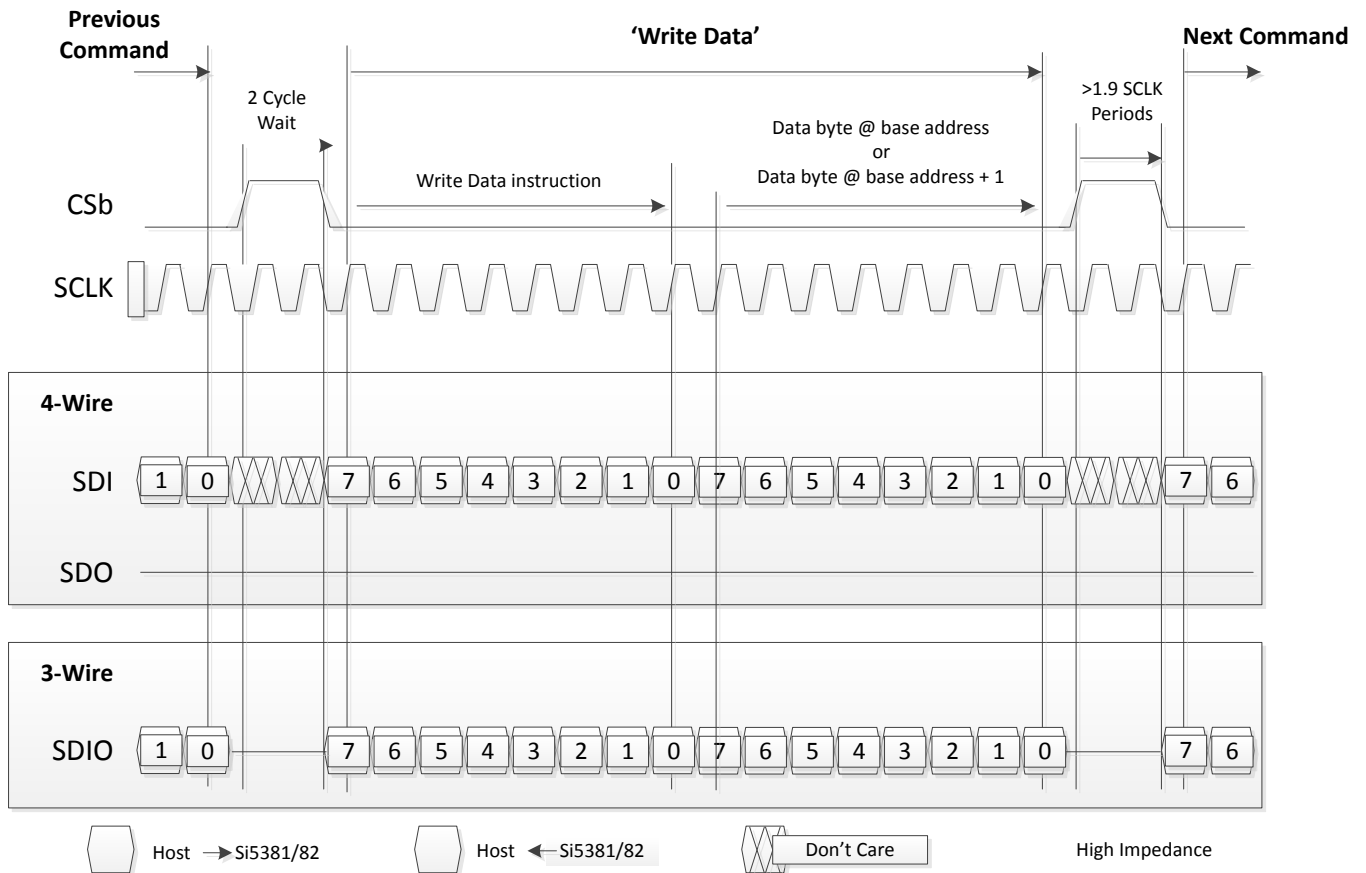 Previous
Command
‘Write Data’
Next Command
2 Cycle
Wait
>1.9 SCLK
Periods
Write Data instruction
Data byte @ base address
or
Data byte @ base address + 1
CSb
SCLK
4-Wire
SDI 1 0 7 6 5 4 3 2 1 0 7 6 5 4 3 2 1 0 7 6
SDO
3-Wire
SDIO 1 0 7 6 5 4 3 2 1 0 7 6 5 4 3 2 1 0 7 6
Host Si5381/82 Host Si5381/82 Don’t Care High Impedance